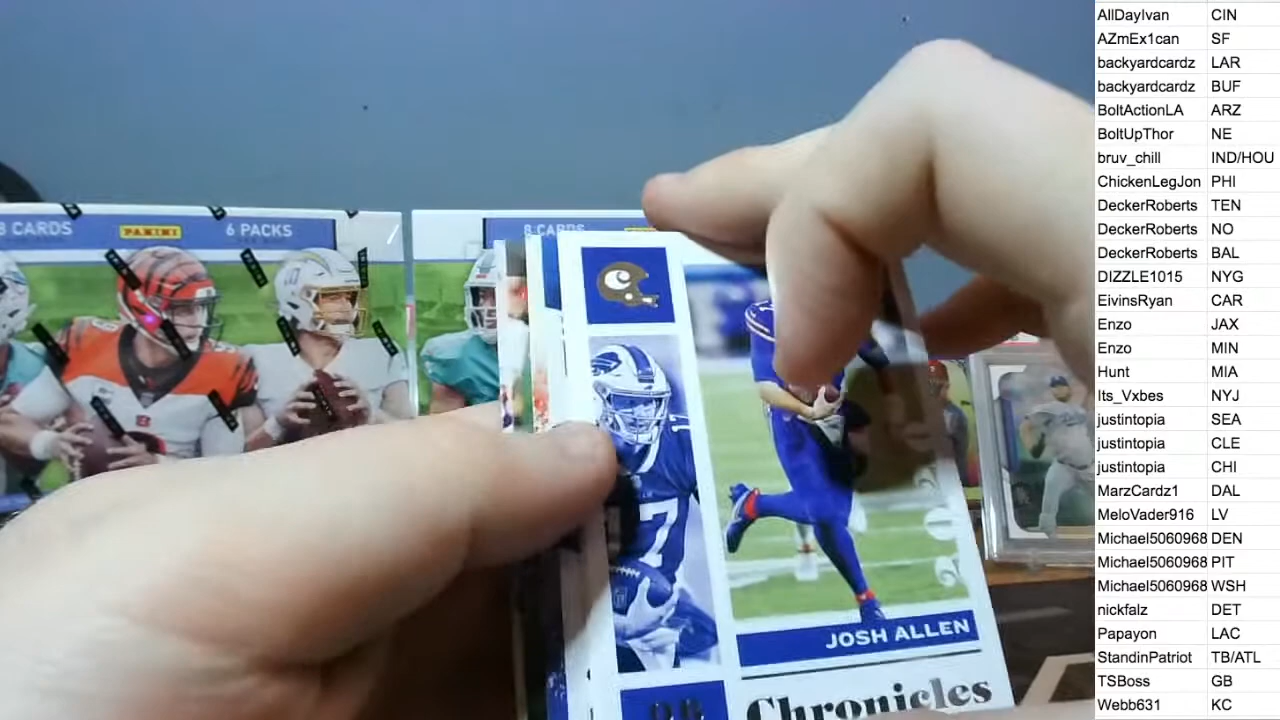 8 CARDS PANINI 6 PACKS
8 CARDS
C
17
2020
JOSH ALLEN
Chronicles
QB
AllDayIvan CIN
AZmEx1can SF
backyardcardz LAR
backyardcardz BUF
BoltActionLA ARZ
BoltUpThor NE
bruv_chill IND/HOU
ChickenLegJon PHI
DeckerRoberts TEN
DeckerRoberts NO
DeckerRoberts BAL
DIZZLE1015 NYG
EivinsRyan CAR
Enzo JAX
Enzo MIN
Hunt MIA
Its_Vxbes NYJ
justintopia SEA
justintopia CLE
justintopia CHI
MarzCardz1 DAL
MeloVader916 LV
Michael5060968 DEN
Michael5060968 PIT
Michael5060968 WSH
nickfalz DET
Papayon LAC
StandinPatriot TB/ATL
TSBoss GB
Webb631 KC